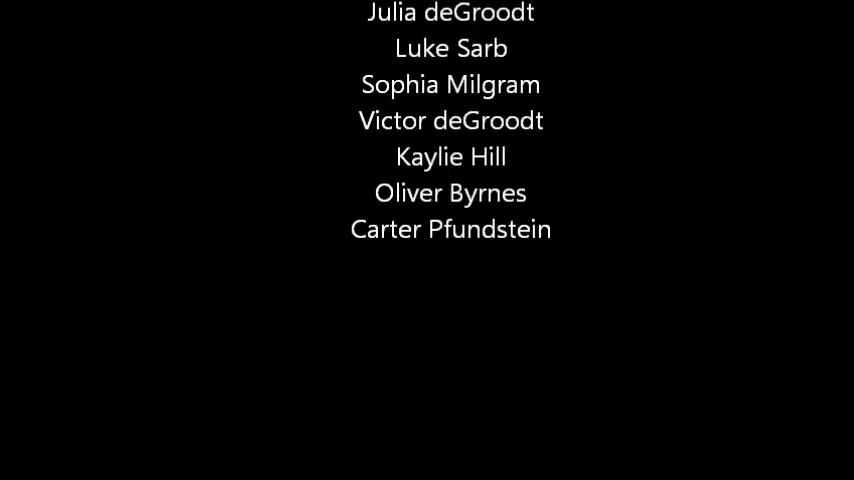 Julia deGroodt
Luke Sarb
Sophia Milgram
Victor deGroodt
Kaylie Hill
Oliver Byrnes
Carter Pfundstein